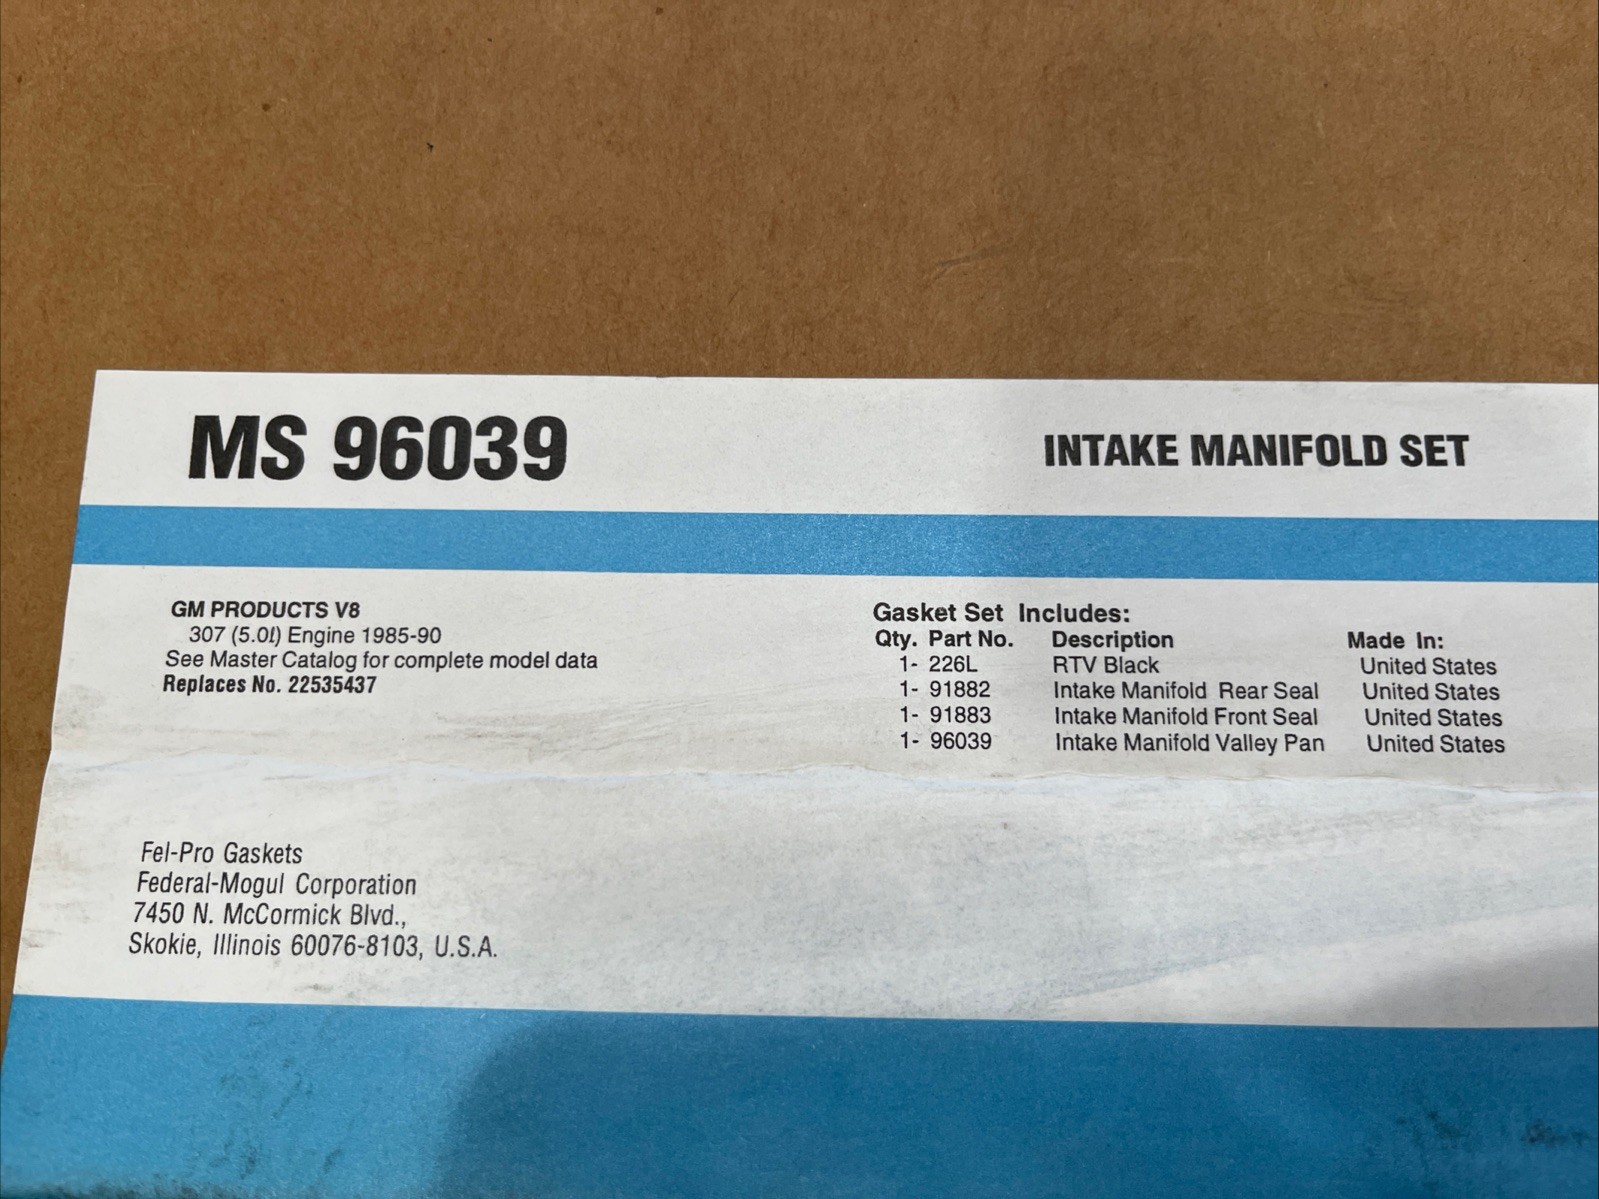 MS 96039
INTAKE MANIFOLD SET
GM PRODUCTS V8
307 (5.0ℓ) Engine 1985-90
See Master Catalog for complete model data
Replaces No. 22535437
Gasket Set Includes:
Qty. Part No. Description Made In:
1- 226L RTV Black United States
1- 91882 Intake Manifold Rear Seal United States
1- 91883 Intake Manifold Front Seal United States
1- 96039 Intake Manifold Valley Pan United States
Fel-Pro Gaskets
Federal-Mogul Corporation
7450 N. McCormick Blvd.,
Skokie, Illinois 60076-8103, U.S.A.